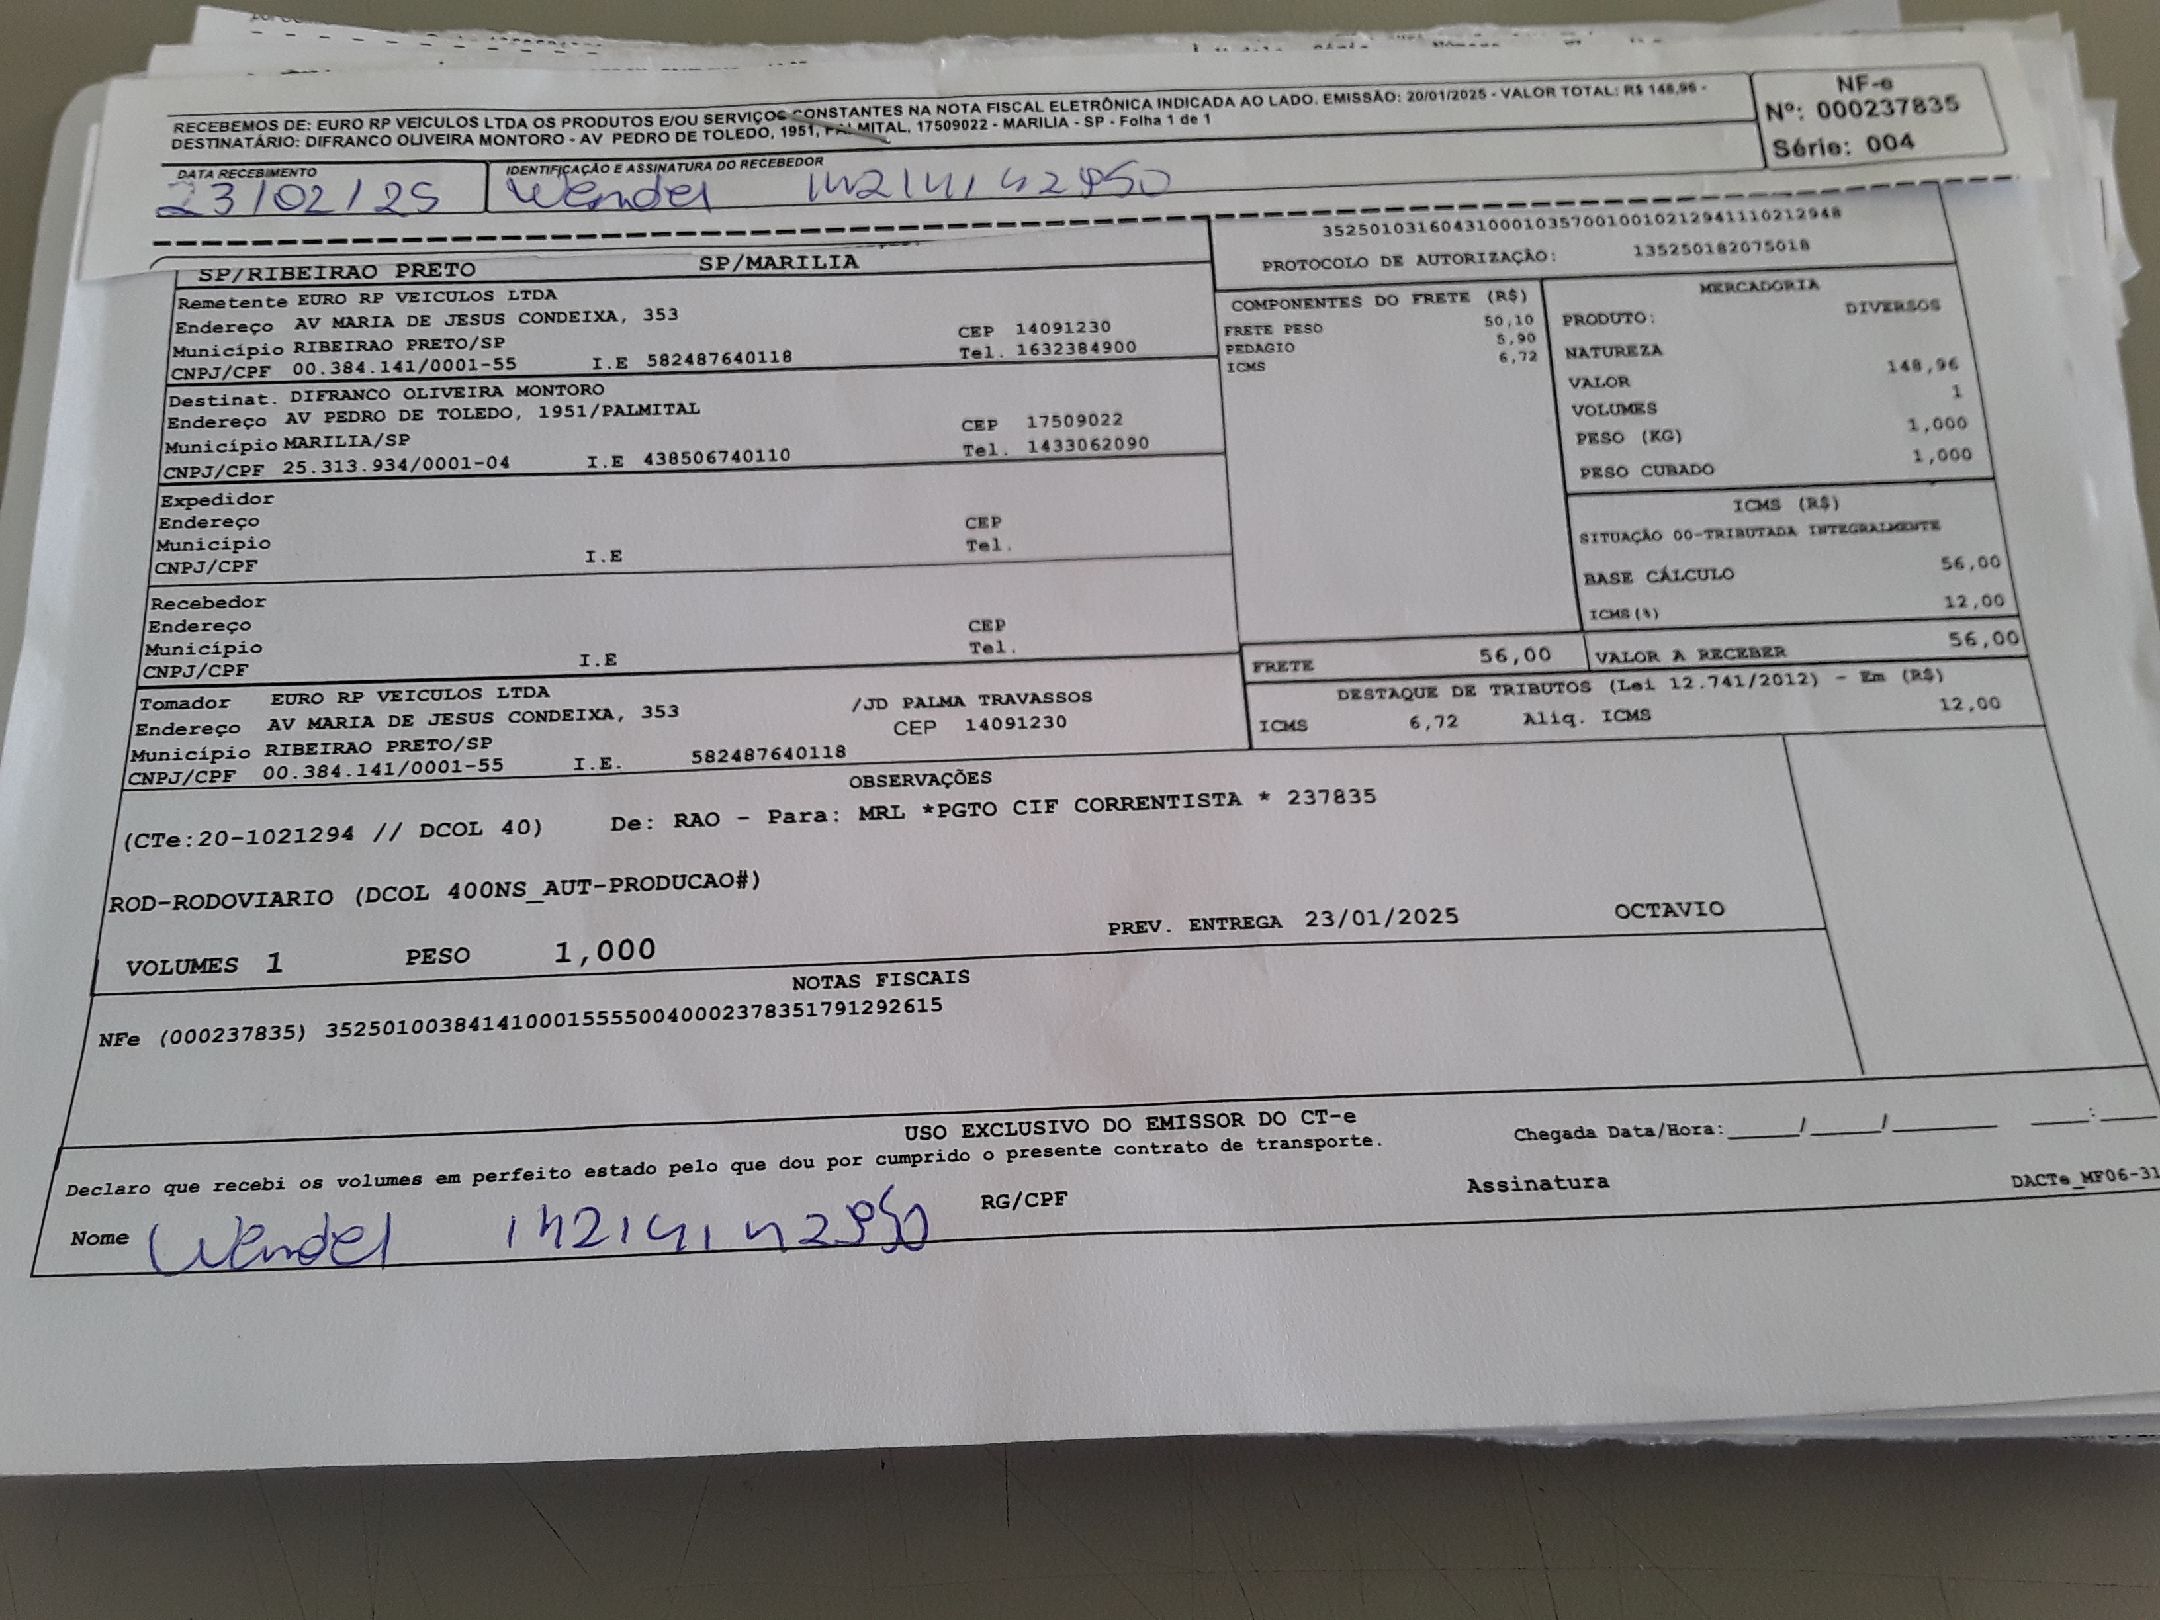 RECEBEMOS DE: EURO RP VEICULOS LTDA OS PRODUTOS E/OU SERVIÇOS CONSTANTES NA NOTA FISCAL ELETRÔNICA INDICADA AO LADO. EMISSÃO: 20/01/2025 - VALOR TOTAL: R$ 148,96 -
DESTINATÁRIO: DIFRANCO OLIVEIRA MONTORO - AV PEDRO DE TOLEDO, 1951, PALMITAL, 17509022 - MARILIA - SP - Folha 1 de 1
NF-e
Nº: 000237835
Série: 004
DATA RECEBIMENTO
23/02/25
IDENTIFICAÇÃO E ASSINATURA DO RECEBEDOR
Wendel
35250103160431000103570010010212941110212948
PROTOCOLO DE AUTORIZAÇÃO: 135250182075018
SP/RIBEIRAO PRETO SP/MARILIA
Remetente EURO RP VEICULOS LTDA
Endereço AV MARIA DE JESUS CONDEIXA, 353 CEP 14091230
Município RIBEIRAO PRETO/SP Tel. 1632384900
CNPJ/CPF 00.384.141/0001-55 I.E 582487640118
Destinat. DIFRANCO OLIVEIRA MONTORO
Endereço AV PEDRO DE TOLEDO, 1951/PALMITAL CEP 17509022
Município MARILIA/SP Tel. 1433062090
CNPJ/CPF 25.313.934/0001-04 I.E 438506740110
Expedidor
Endereço CEP
Município Tel.
CNPJ/CPF I.E
Recebedor
Endereço CEP
Município Tel.
CNPJ/CPF I.E
Tomador EURO RP VEICULOS LTDA /JD PALMA TRAVASSOS
Endereço AV MARIA DE JESUS CONDEIXA, 353 CEP 14091230
Município RIBEIRAO PRETO/SP
CNPJ/CPF 00.384.141/0001-55 I.E. 582487640118
COMPONENTES DO FRETE (R$)
FRETE PESO 50,10
PEDAGIO 5,90
ICMS 6,72
MERCADORIA
PRODUTO: DIVERSOS
NATUREZA
VALOR 148,96
VOLUMES 1
PESO (KG) 1,000
PESO CUBADO 1,000
ICMS (R$)
SITUAÇÃO 00-TRIBUTADA INTEGRALMENTE
BASE CÁLCULO 56,00
ICMS(%) 12,00
FRETE 56,00 VALOR A RECEBER 56,00
DESTAQUE DE TRIBUTOS (Lei 12.741/2012) - Em (R$)
ICMS 6,72 Aliq. ICMS 12,00
OBSERVAÇÕES
(CTe:20-1021294 // DCOL 40) De: RAO - Para: MRL *PGTO CIF CORRENTISTA * 237835
ROD-RODOVIARIO (DCOL 400NS_AUT-PRODUCAO#)
PREV. ENTREGA 23/01/2025 OCTAVIO
VOLUMES 1 PESO 1,000
NOTAS FISCAIS
NFe (000237835) 35250100384141000155550040002378351791292615
USO EXCLUSIVO DO EMISSOR DO CT-e
Declaro que recebi os volumes em perfeito estado pelo que dou por cumprido o presente contrato de transporte.
Chegada Data/Hora:_____/_____/________ ____:____
Nome Wendel RG/CPF Assinatura
DACTe_MF06-31